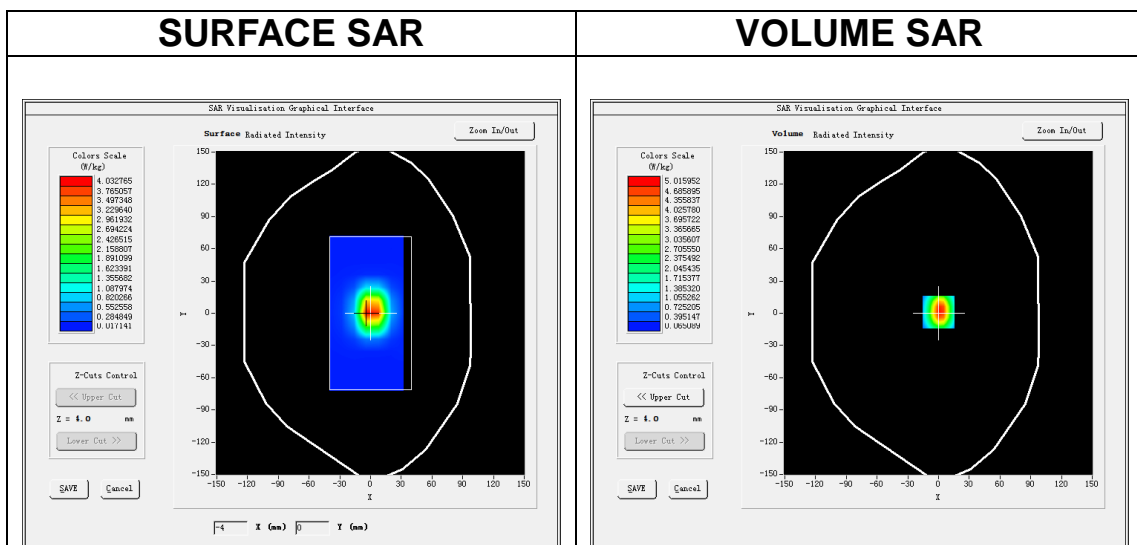 SURFACE SAR
VOLUME SAR
SAR Visualisation Graphical Interface
Surface Radiated Intensity
Zoom In/Out
Colors Scale
(W/kg)
4.032765
3.765057
3.497348
3.229640
2.961932
2.694224
2.426515
2.158807
1.891099
1.623391
1.355682
1.087974
0.820266
0.552558
0.284849
0.017141
150
120
90
60
30
0
-30
-60
-90
-120
-150
Y
-150 -120 -90 -60 -30 0 30 60 90 120 150
X
Z-Cuts Control
<< Upper Cut
Z = 4.0 mm
Lower Cut >>
SAVE Cancel
-4 X (mm) 0 Y (mm)
SAR Visualisation Graphical Interface
Volume Radiated Intensity
Zoom In/Out
Colors Scale
(W/kg)
5.015952
4.685895
4.355837
4.025780
3.695722
3.365665
3.035607
2.705550
2.375492
2.045435
1.715377
1.385320
1.055262
0.725205
0.395147
0.065089
150
120
90
60
30
0
-30
-60
-90
-120
-150
Y
-150 -120 -90 -60 -30 0 30 60 90 120 150
X
Z-Cuts Control
<< Upper Cut
Z = 4.0 mm
Lower Cut >>
SAVE Cancel